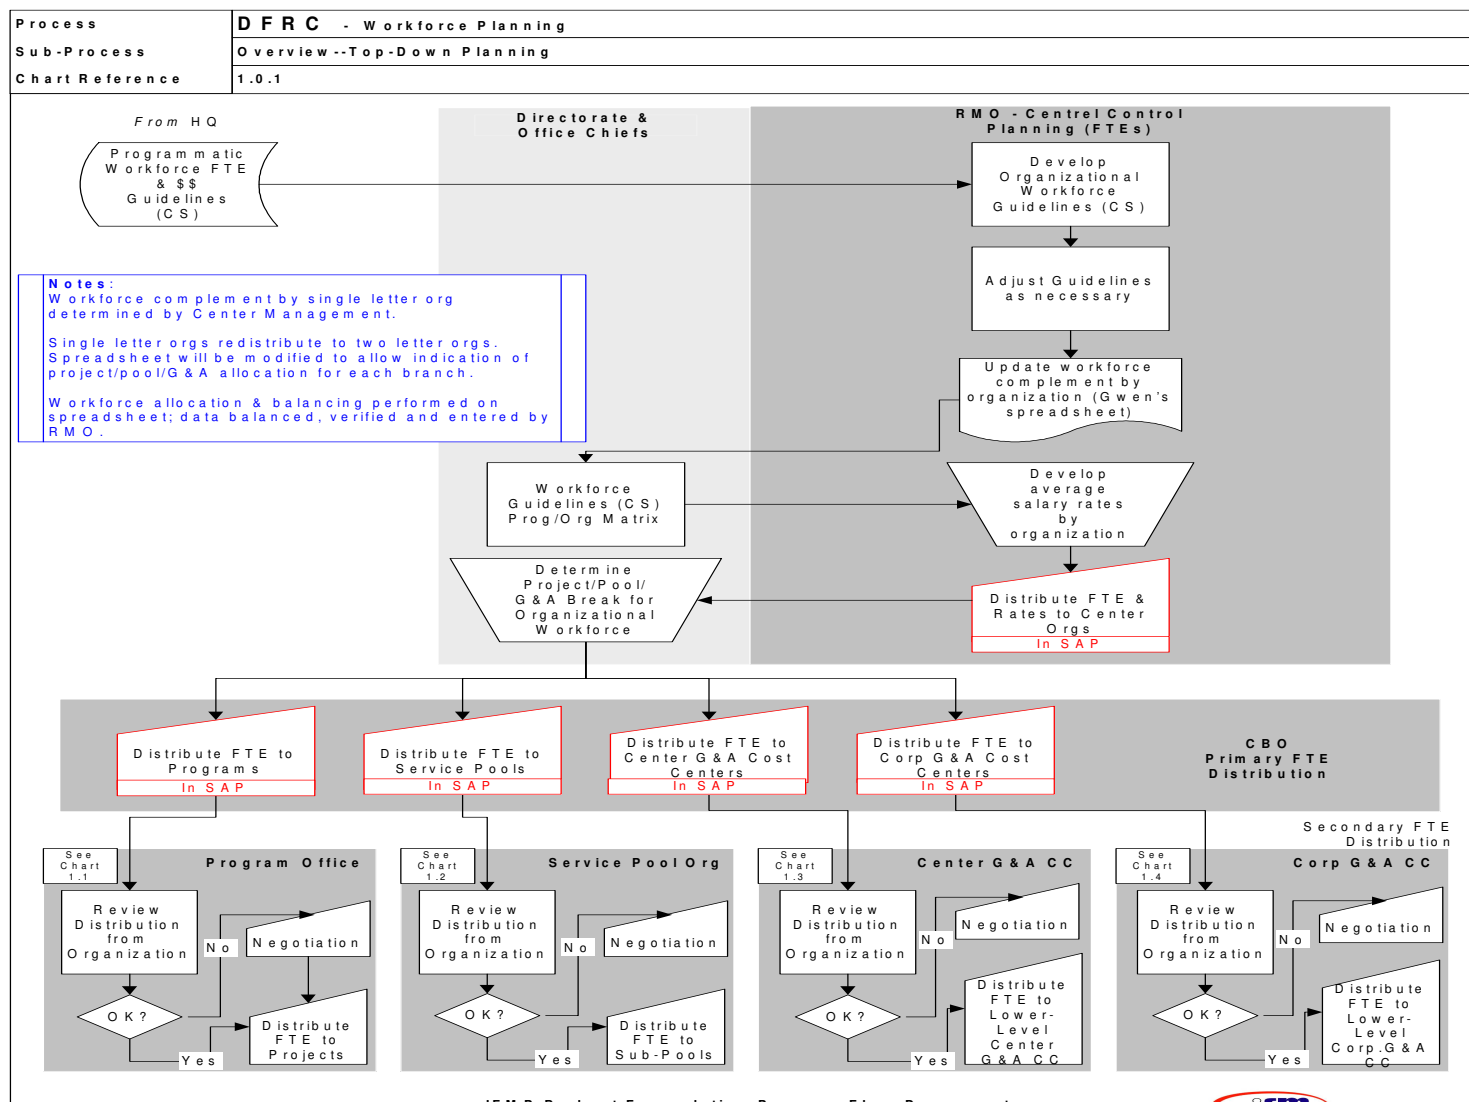 Process
DFRC - Workforce Planning
Sub-Process
Overview--Top-Down Planning
Chart Reference
1.0.1
From HQ
Programmatic
Workforce FTE
& $$
Guidelines
(CS)
Directorate &
Office Chiefs
RMO - Centrel Control
Planning (FTEs)
Develop
Organizational
Workforce
Guidelines (CS)
Adjust Guidelines
as necessary
Notes:
Workforce complement by single letter org
determined by Center Management.
Single letter orgs redistribute to two letter orgs.
Spreadsheet will be modified to allow indication of
project/pool/G&A allocation for each branch.
Workforce allocation & balancing performed on
spreadsheet; data balanced, verified and entered by
RMO.
Update workforce
complement by
organization (Gwen's
spreadsheet)
Workforce
Guidelines (CS)
Prog/Org Matrix
Develop
average
salary rates
by
organization
Determine
Project/Pool/
G&A Break for
Organizational
Workforce
Distribute FTE &
Rates to Center
Orgs
In SAP
Distribute FTE to
Programs
In SAP
Distribute FTE to
Service Pools
In SAP
Distribute FTE to
Center G&A Cost
Centers
In SAP
Distribute FTE to
Corp G&A Cost
Centers
In SAP
CBO
Primary FTE
Distribution
Secondary FTE
Distribution
See
Chart
1.1
Program Office
Review
Distribution
from
Organization
No
Negotiation
OK?
Yes
Distribute
FTE to
Projects
See
Chart
1.2
Service Pool Org
Review
Distribution
from
Organization
No
Negotiation
OK?
Yes
Distribute
FTE to
Sub-Pools
See
Chart
1.3
Center G&A CC
Review
Distribution
from
Organization
No
Negotiation
OK?
Yes
Distribute
FTE to
Lower-
Level
Center
G&A CC
See
Chart
1.4
Corp G&A CC
Review
Distribution
from
Organization
No
Negotiation
OK?
Yes
Distribute
FTE to
Lower-
Level
Corp.G&A
CC